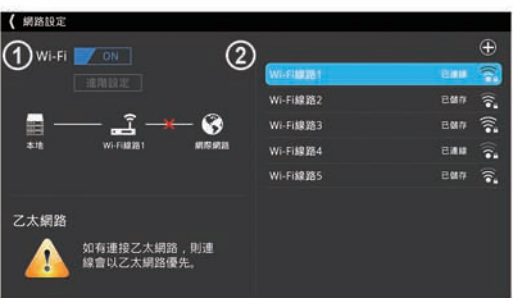 網路設定
1
Wi-Fi ON
進階設定
本地
Wi-Fi線路1
網際網路
乙太網路
如有連接乙太網路,則連
線會以乙太網路優先。
2
Wi-Fi線路1 已連線
Wi-Fi線路2 已儲存
Wi-Fi線路3 已儲存
Wi-Fi線路4 已連線
Wi-Fi線路5 已儲存